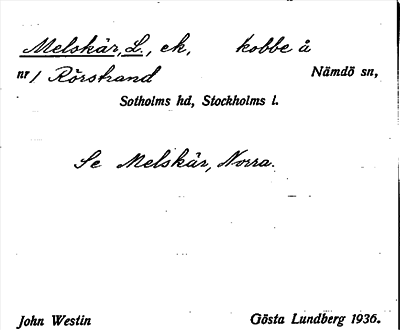 Melskär, L., ek, kobbe å
nr 1 Rörstrand Nämdö sn,
Sotholms hd, Stockholms l.
Se Melskär, Norra.
John Westin Gösta Lundberg 1936.